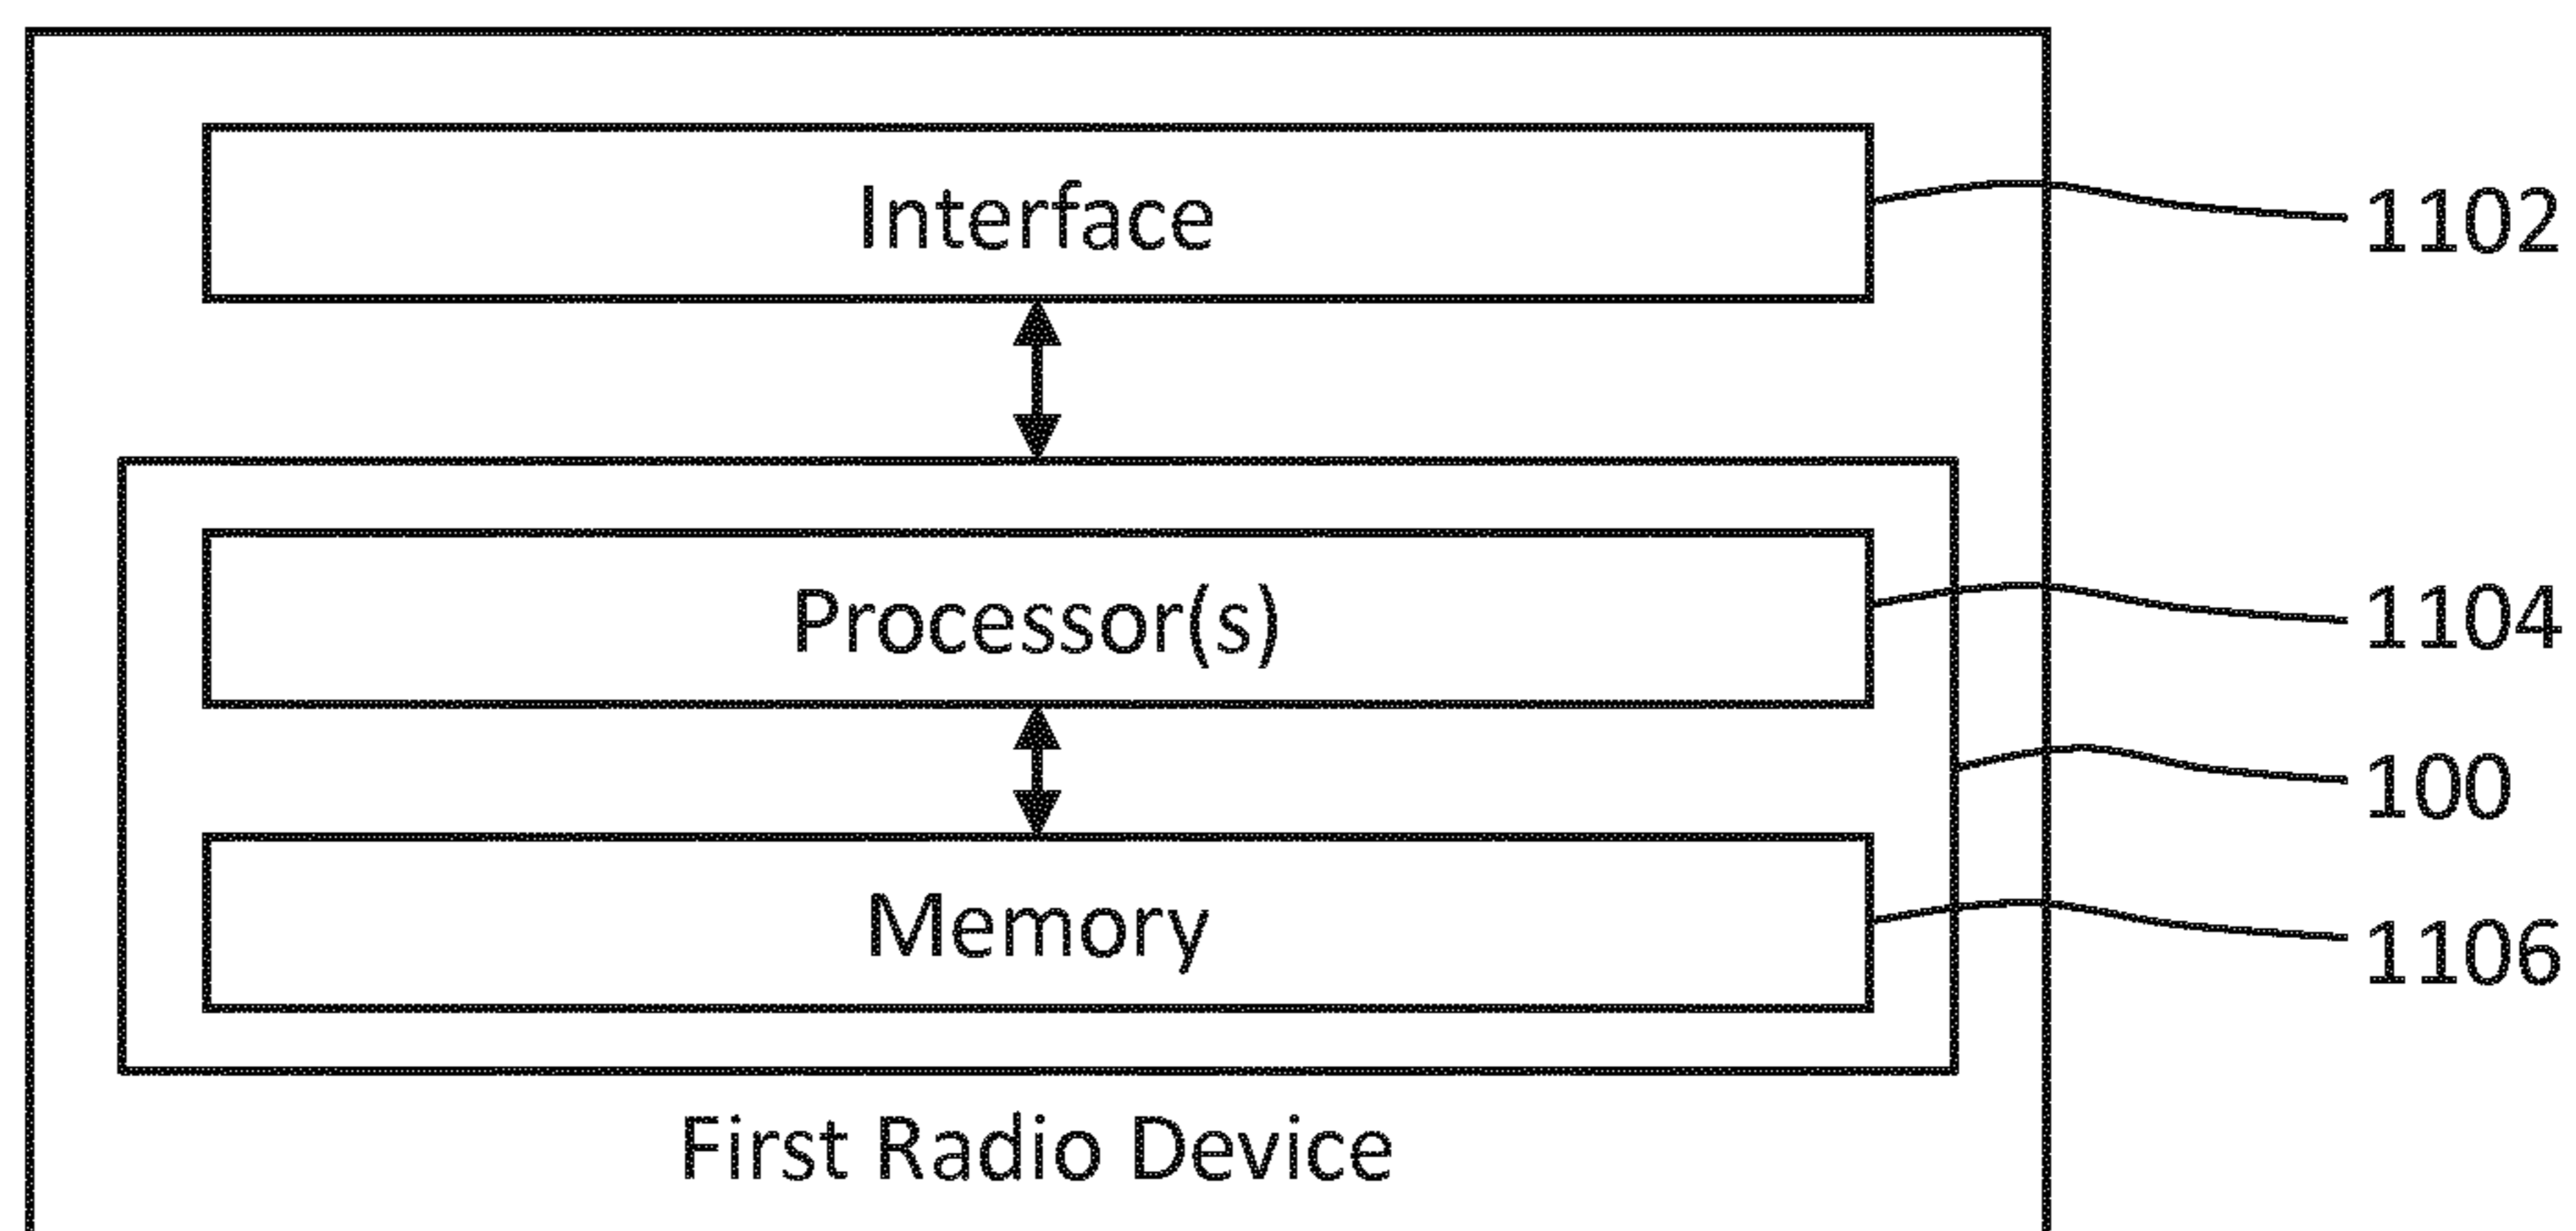 Interface
1102
Processor(s)
1104
100
Memory
1106
First Radio Device